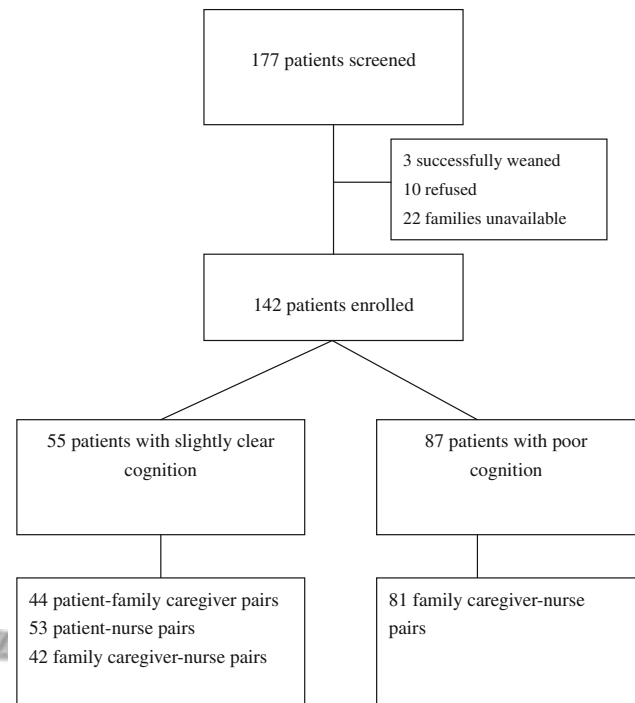 177 patients screened
3 successfully weaned
10 refused
22 families unavailable
142 patients enrolled
55 patients with slightly clear
cognition
87 patients with poor
cognition
44 patient-family caregiver pairs
53 patient-nurse pairs
42 family caregiver-nurse pairs
81 family caregiver-nurse
pairs